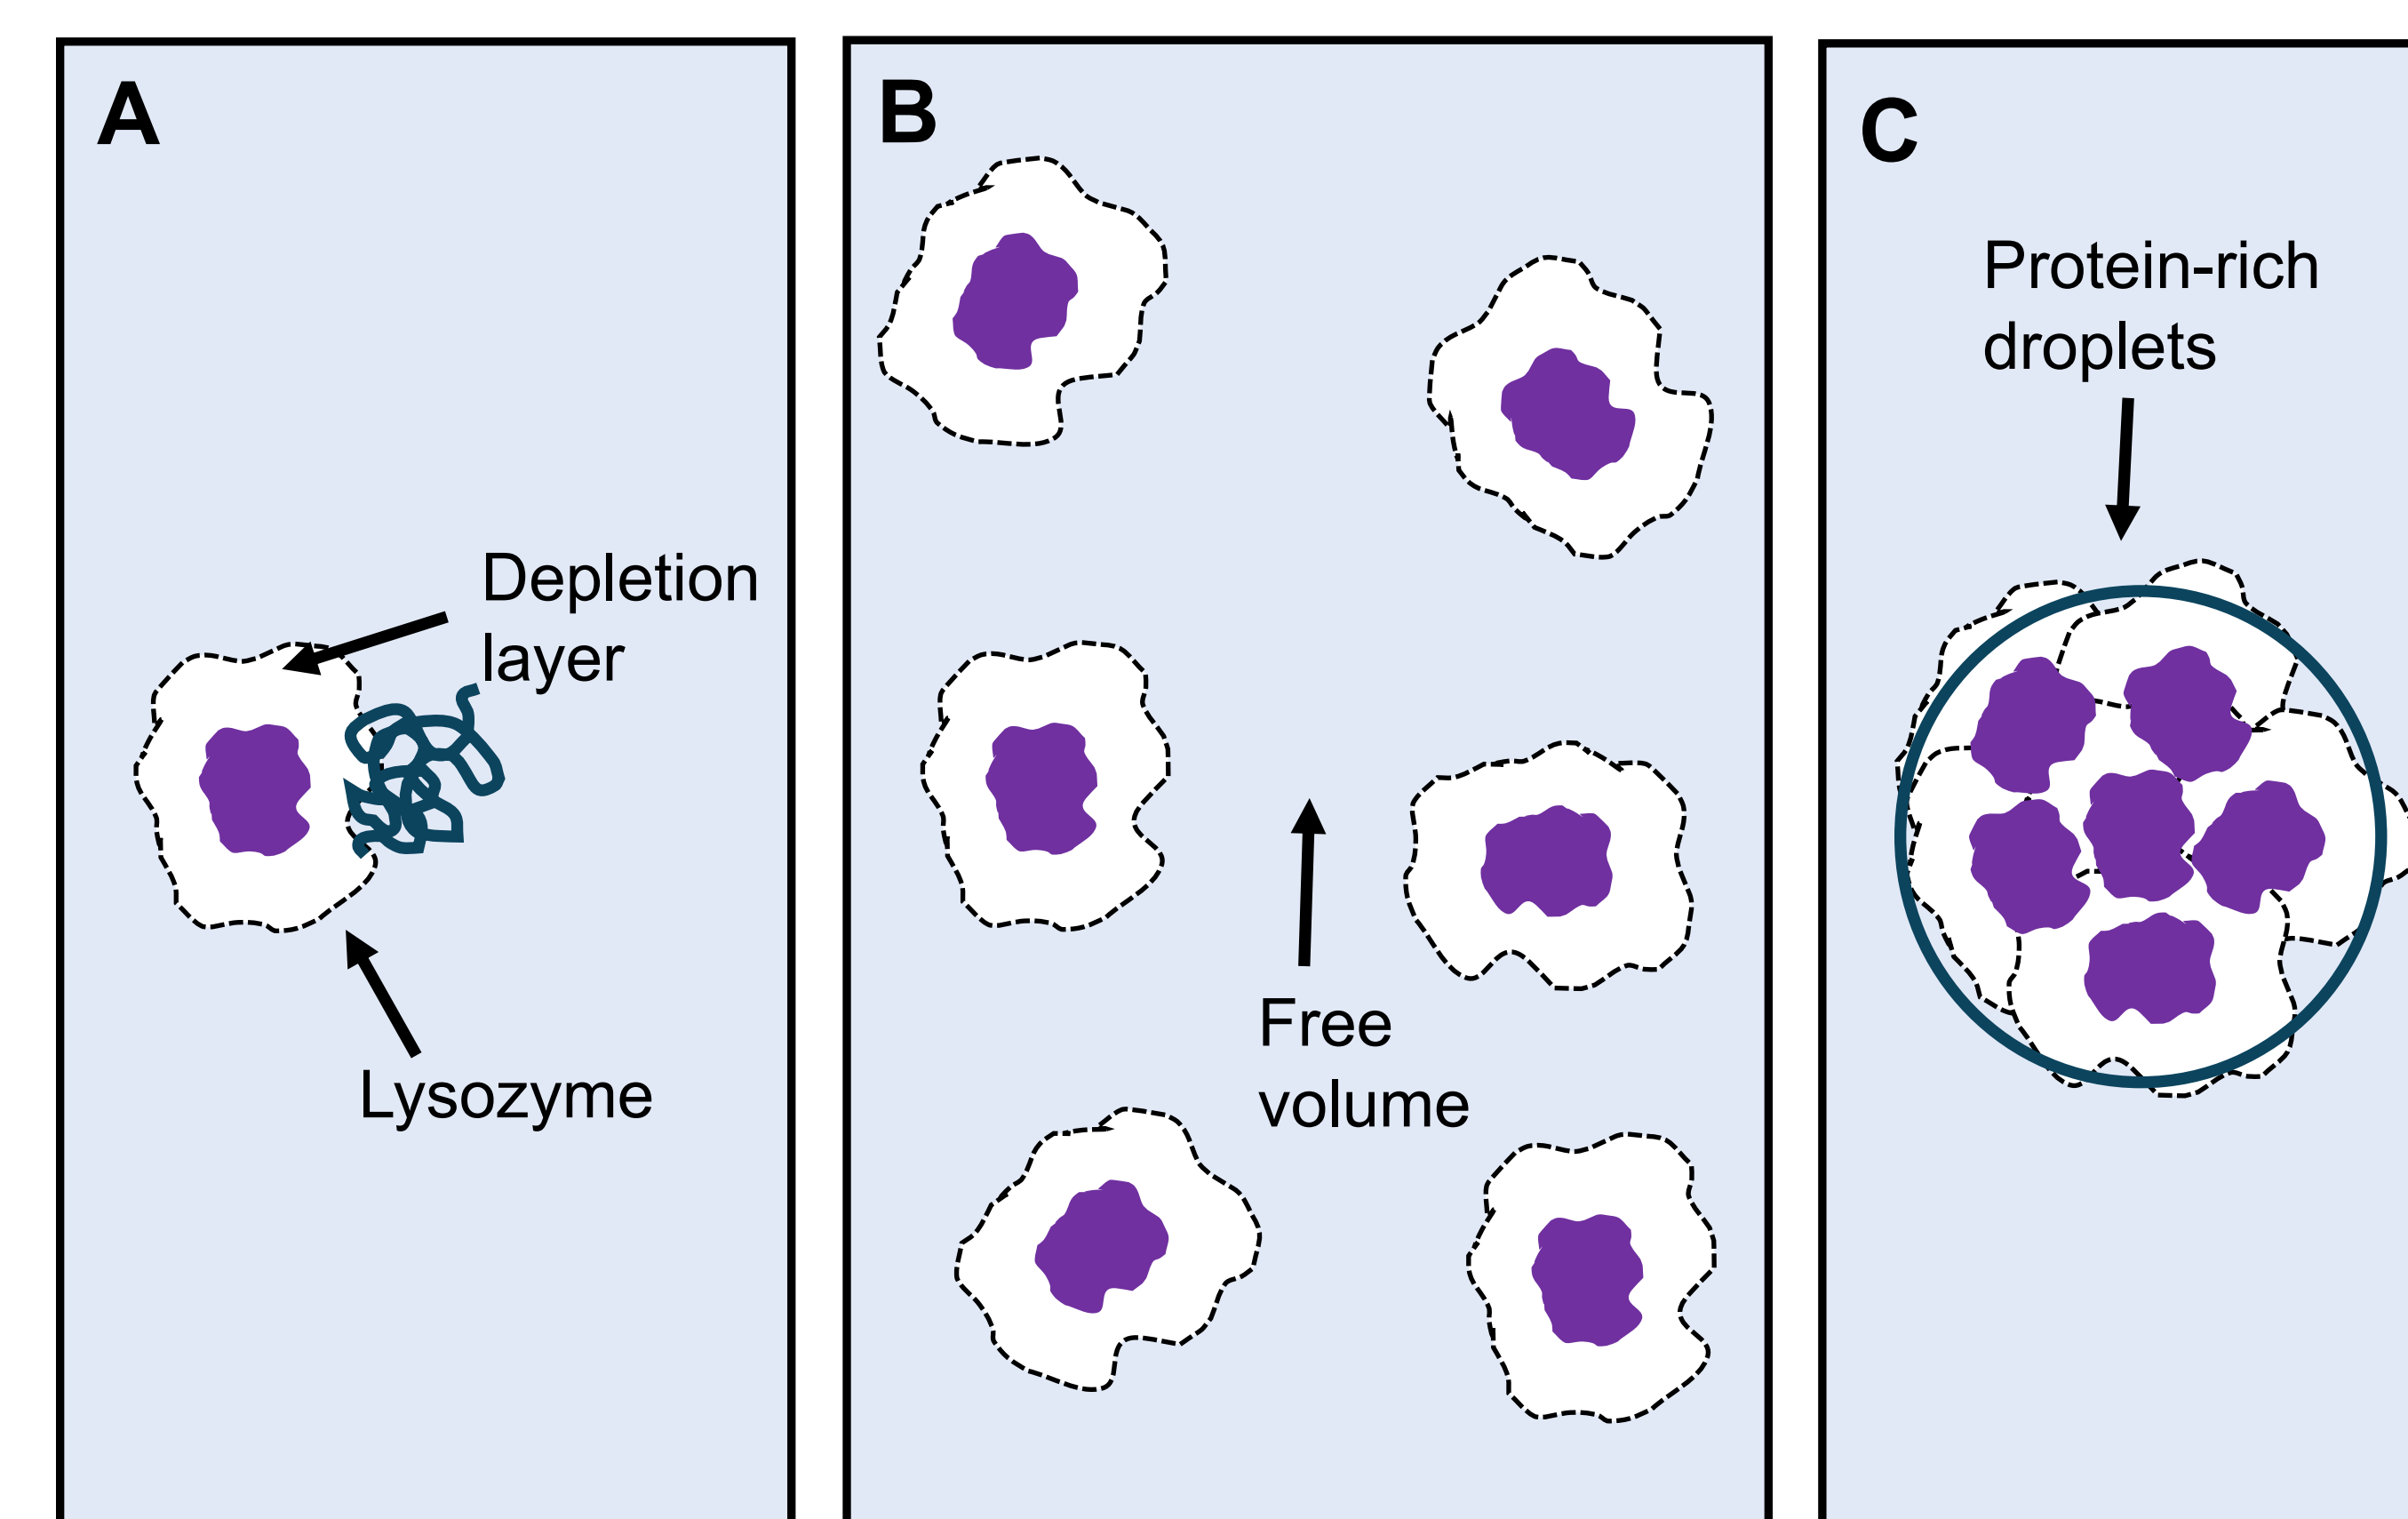 A
Depletion
layer
Lysozyme
B
Free
volume
C
Protein-rich
droplets